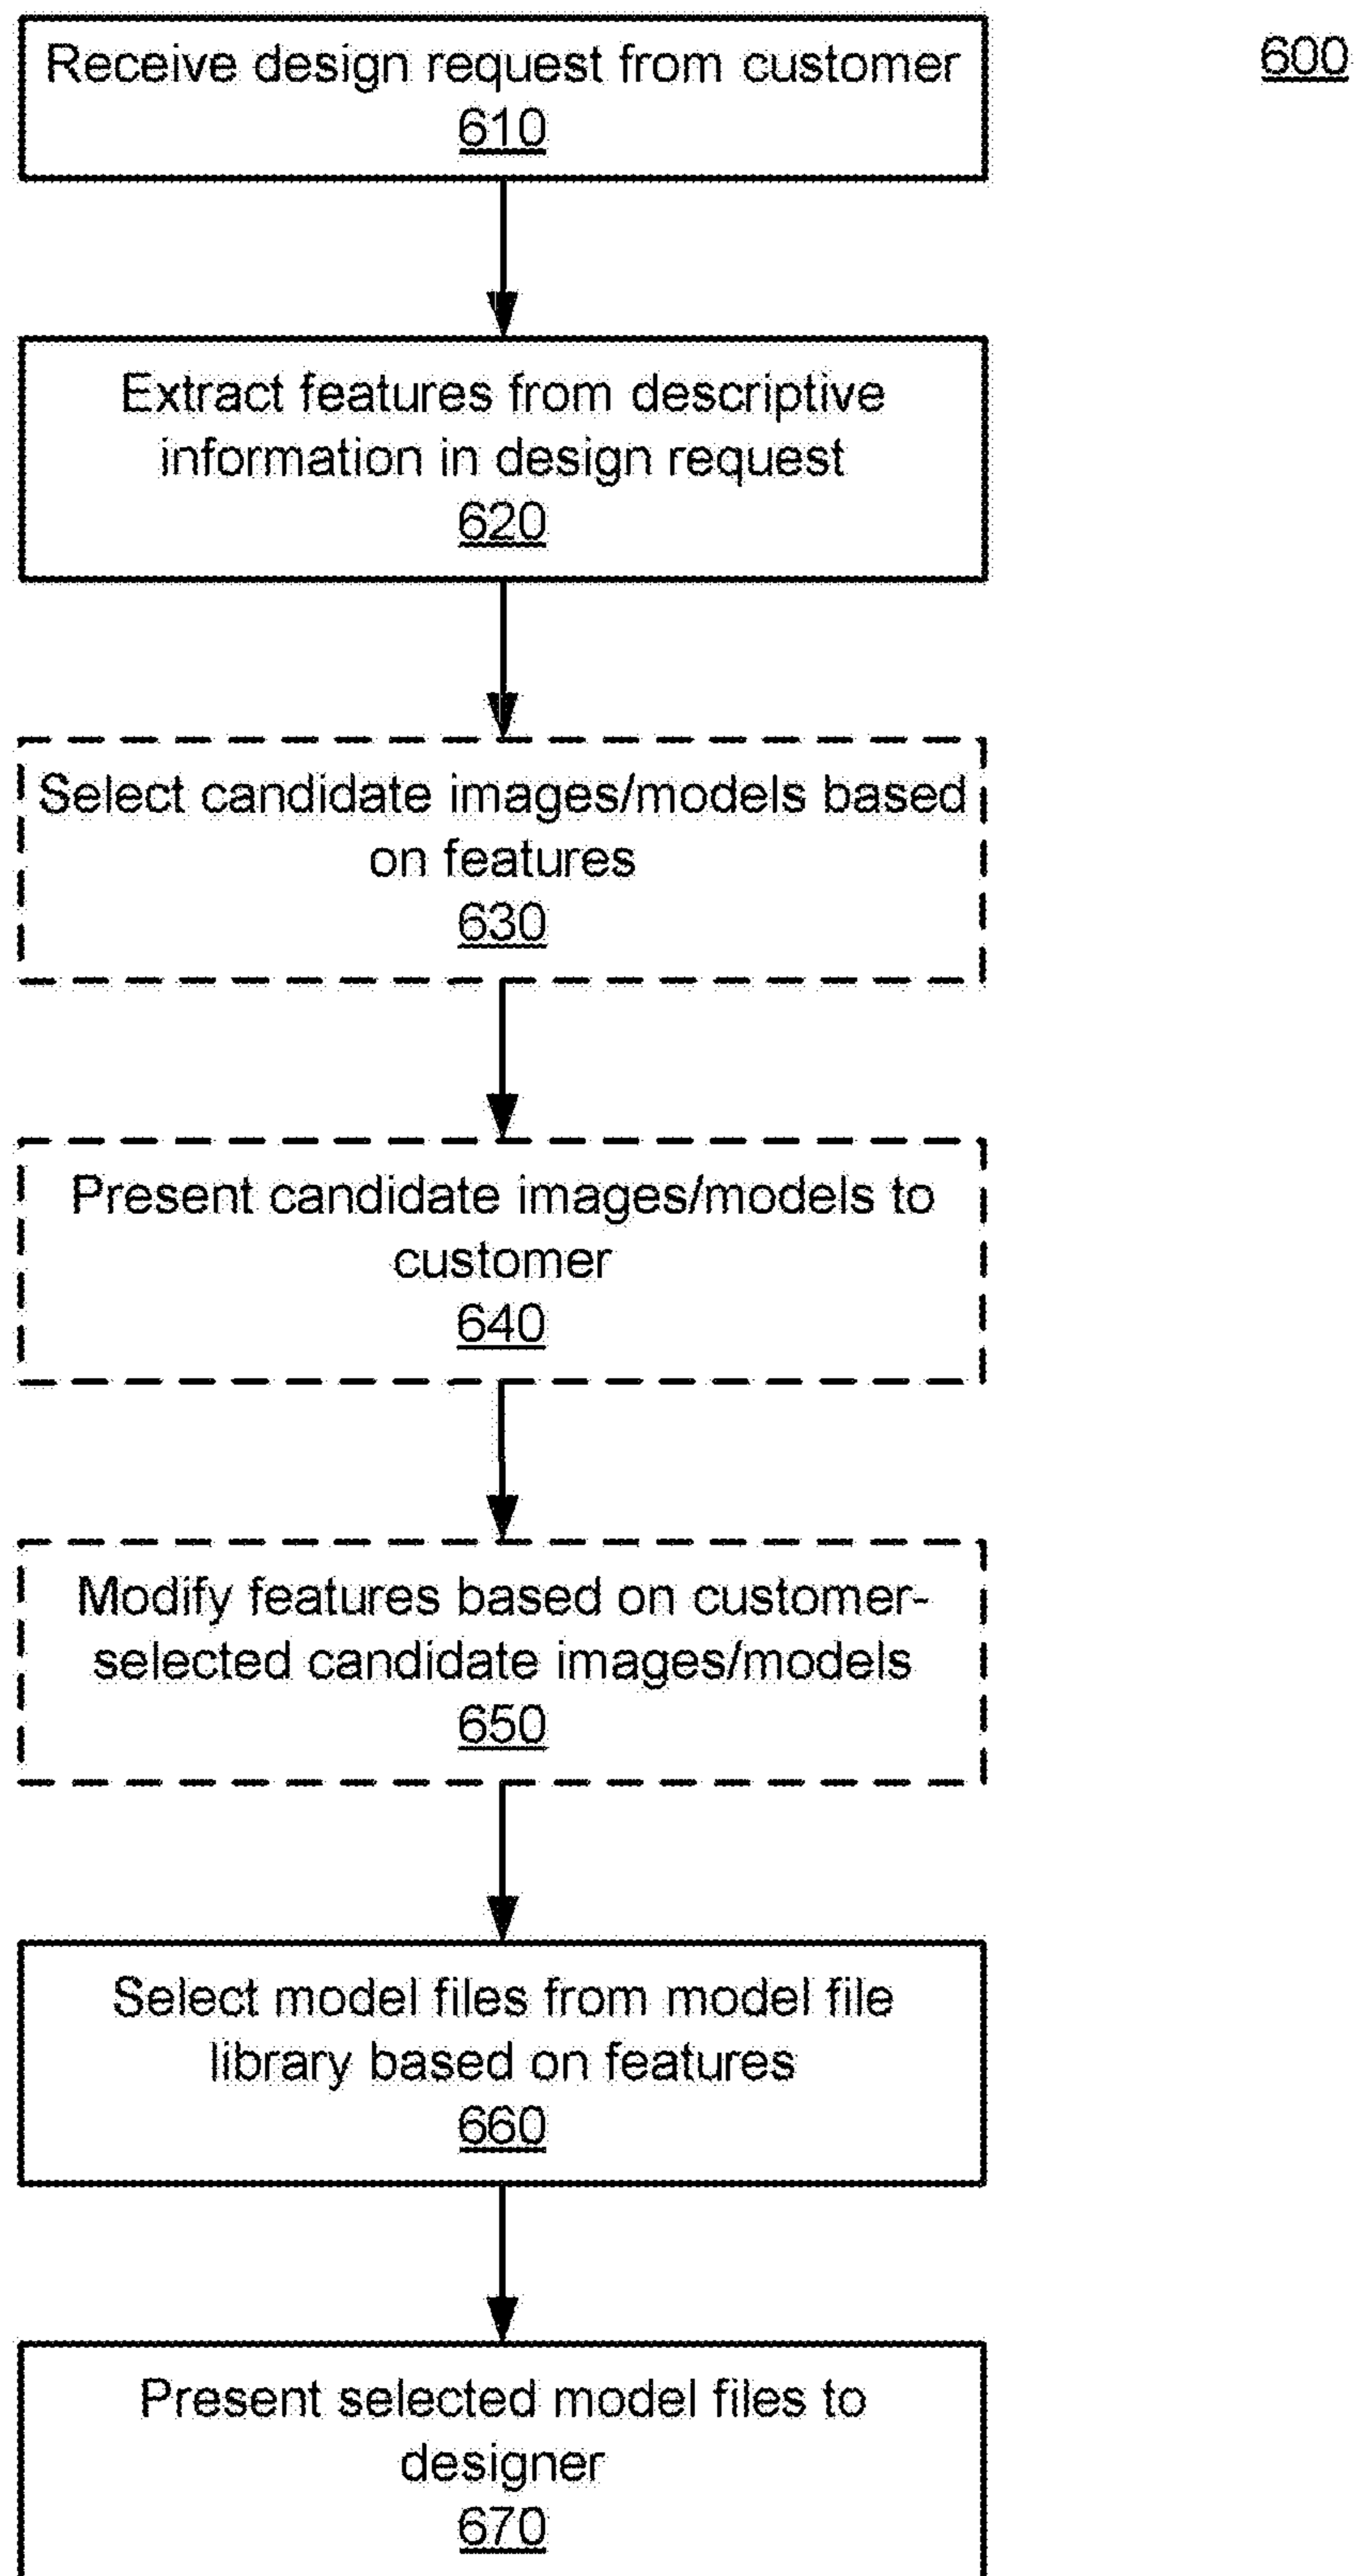 Receive design request from customer
610
600
Extract features from descriptive
information in design request
620
Select candidate images/models based
on features
630
Present candidate images/models to
customer
640
Modify features based on customer-
selected candidate images/models
650
Select model files from model file
library based on features
660
Present selected model files to
designer
670